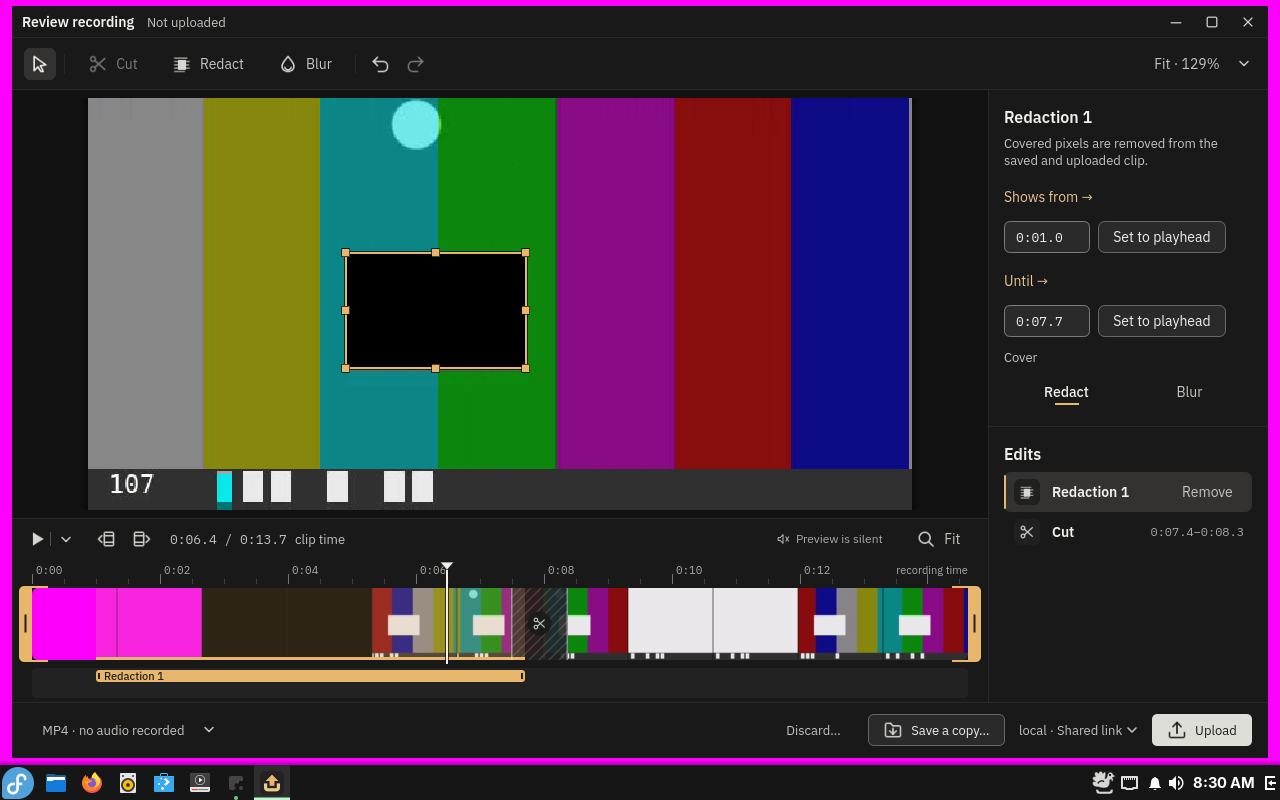 Review recording Not uploaded
Cut Redact Blur Fit · 129%
Redaction 1
Covered pixels are removed from the
saved and uploaded clip.
Shows from →
0:01.0 Set to playhead
Until →
0:07.7 Set to playhead
Cover
Redact Blur
107
Edits
Redaction 1 Remove
Cut 0:07.4–0:08.3
0:06.4 / 0:13.7 clip time Preview is silent Fit
0:00 0:02 0:04 0:06 0:08 0:10 0:12 recording time
Redaction 1
MP4 · no audio recorded Discard... Save a copy... local · Shared link Upload
8:30 AM